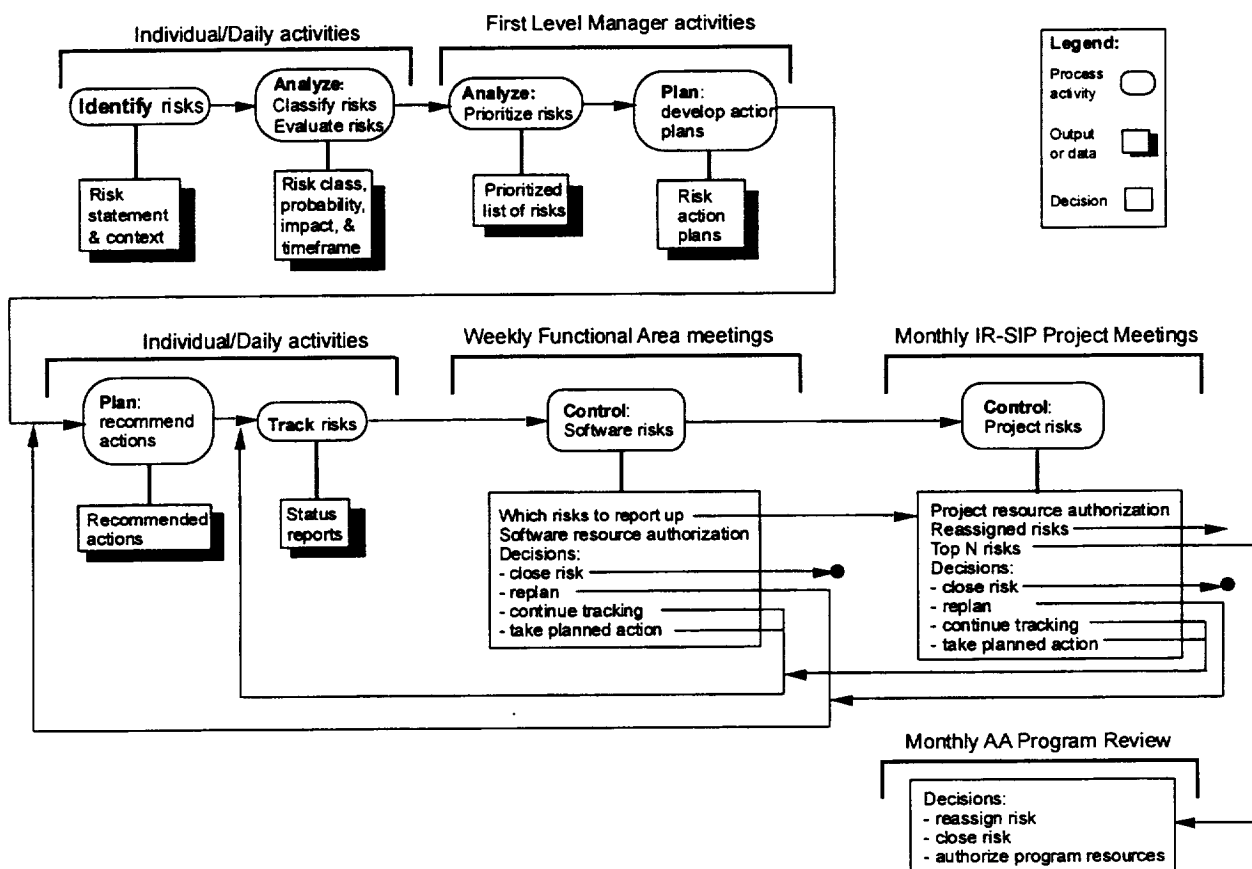 Individual/Daily activities
First Level Manager activities
Identify risks
Analyze:
Classify risks
Evaluate risks
Analyze:
Prioritize risks
Plan:
develop action
plans
Risk
statement
& context
Risk class,
probability,
impact, &
timeframe
Prioritized
list of risks
Risk
action
plans
Legend:
Process
activity
Output
or data
Decision
Individual/Daily activities
Weekly Functional Area meetings
Monthly IR-SIP Project Meetings
Plan:
recommend
actions
Track risks
Control:
Software risks
Control:
Project risks
Recommended
actions
Status
reports
Which risks to report up
Software resource authorization
Decisions:
- close risk
- replan
- continue tracking
- take planned action
Project resource authorization
Reassigned risks
Top N risks
Decisions:
- close risk
- replan
- continue tracking
- take planned action
Monthly AA Program Review
Decisions:
- reassign risk
- close risk
- authorize program resources